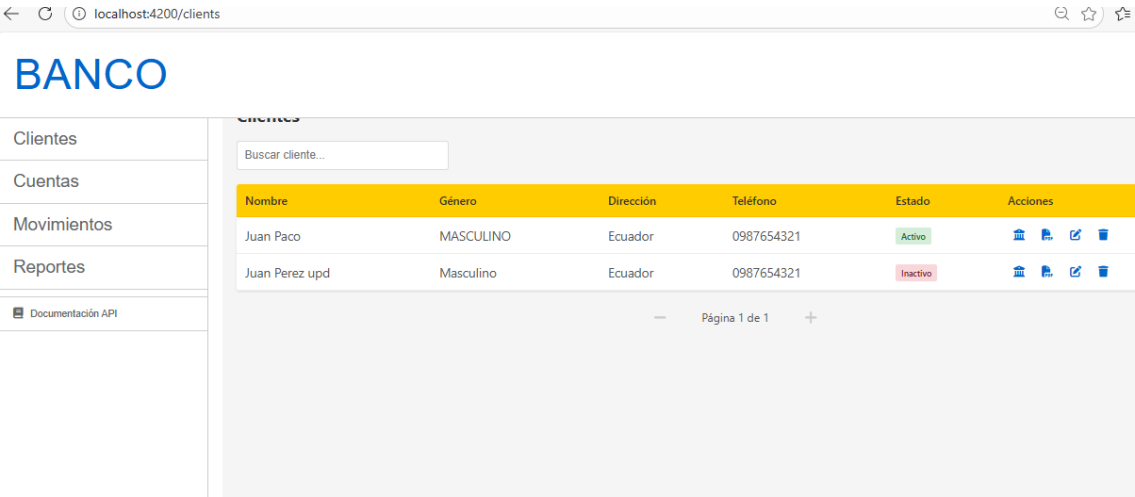 localhost:4200/clients
BANCO
Clientes
Cuentas
Movimientos
Reportes
Documentación API
Clientes
Buscar cliente...
Nombre Género Dirección Teléfono Estado Acciones
Juan Paco MASCULINO Ecuador 0987654321 Activo
Juan Perez upd Masculino Ecuador 0987654321 Inactivo
Página 1 de 1